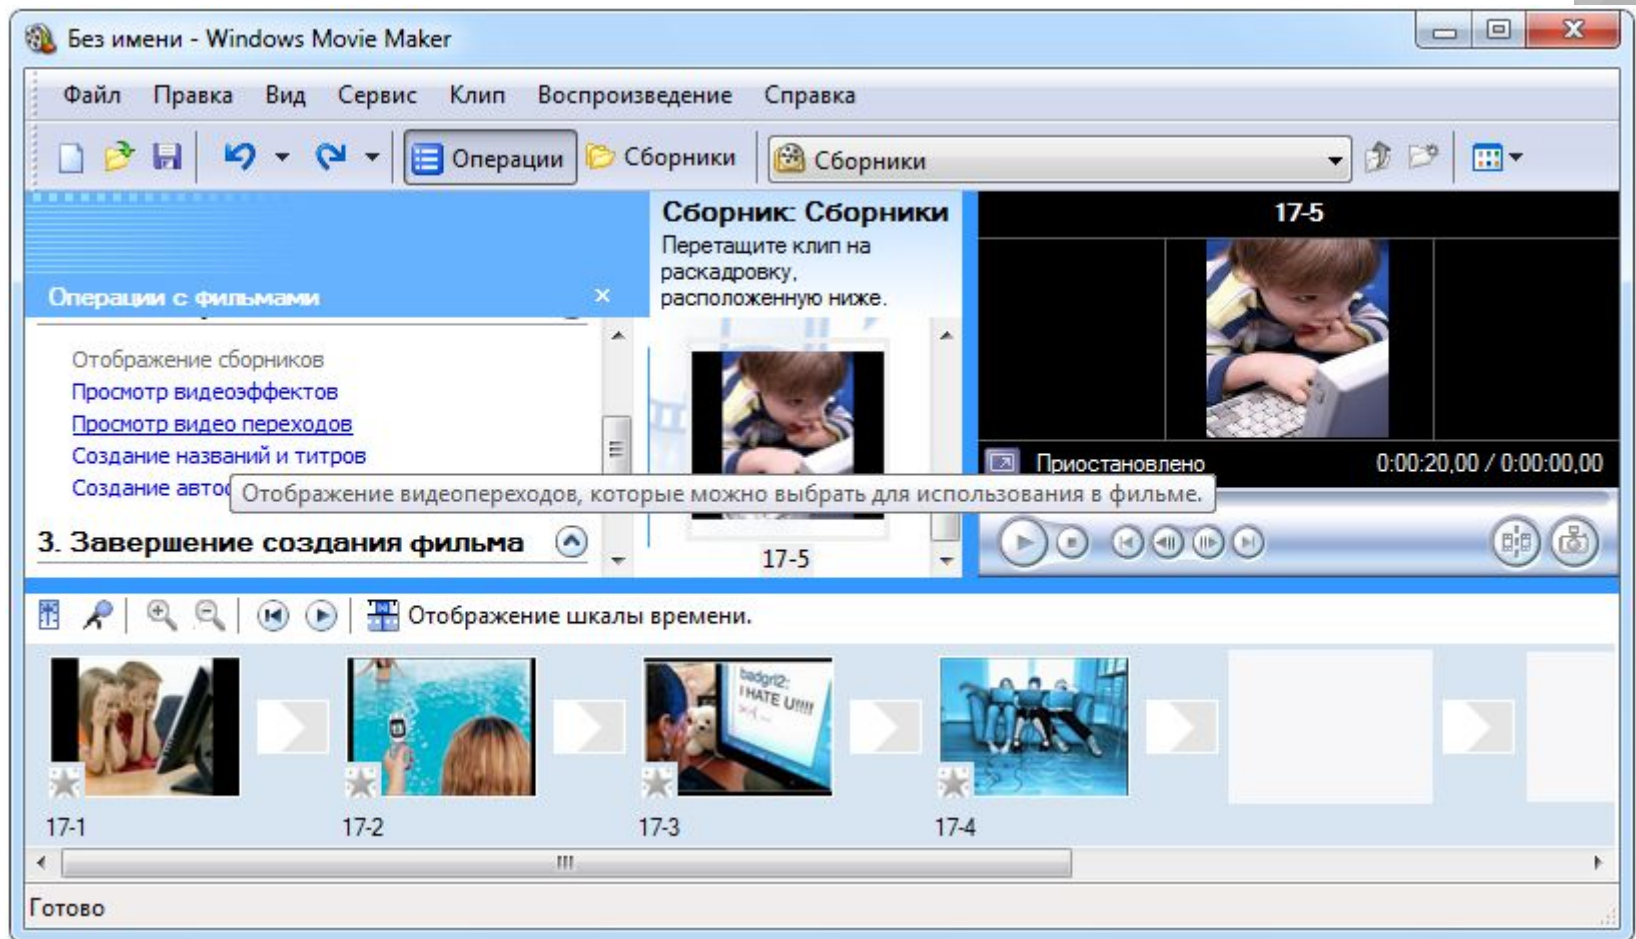 Без имени - Windows Movie Maker
Файл Правка Вид Сервис Клип Воспроизведение Справка
Операции Сборники Сборники
Операции с фильмами
Отображение сборников
Просмотр видеоэффектов
Просмотр видео переходов
Создание названий и титров
Создание авто
Отображение видеопереходов, которые можно выбрать для использования в фильме.
3. Завершение создания фильма
Сборник: Сборники
Перетащите клип на
раскадровку,
расположенную ниже.
17-5
17-5
Приостановлено 0:00:20,00 / 0:00:00,00
Отображение шкалы времени.
badgrl2:
I HATE U!!!!
17-1 17-2 17-3 17-4
Готово